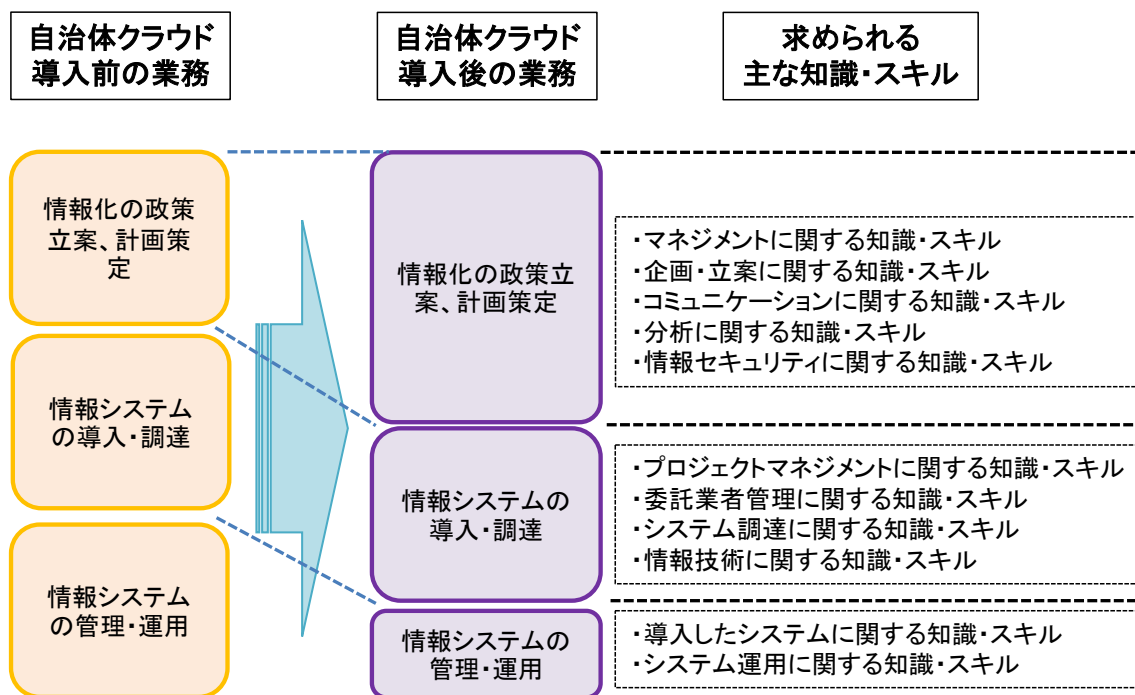 自治体クラウド
導入前の業務
自治体クラウド
導入後の業務
求められる
主な知識・スキル
情報化の政策
立案、計画策
定
情報システム
の導入・調達
情報システム
の管理・運用
情報化の政策立
案、計画策定
情報システムの
導入・調達
情報システムの
管理・運用
・マネジメントに関する知識・スキル
・企画・立案に関する知識・スキル
・コミュニケーションに関する知識・スキル
・分析に関する知識・スキル
・情報セキュリティに関する知識・スキル
・プロジェクトマネジメントに関する知識・スキル
・委託業者管理に関する知識・スキル
・システム調達に関する知識・スキル
・情報技術に関する知識・スキル
・導入したシステムに関する知識・スキル
・システム運用に関する知識・スキル